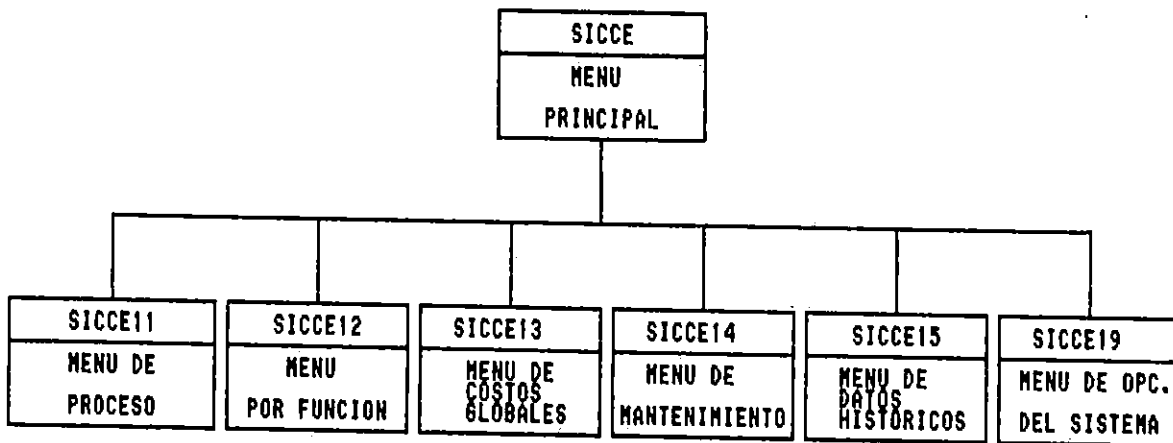 SICCE
MENU
PRINCIPAL
SICCE11
MENU DE
PROCESO
SICCE12
MENU
POR FUNCION
SICCE13
MENU DE
COSTOS
GLOBALES
SICCE14
MENU DE
MANTENIMIENTO
SICCE15
MENU DE
DATOS
HISTORICOS
SICCE19
MENU DE OPC.
DEL SISTEMA